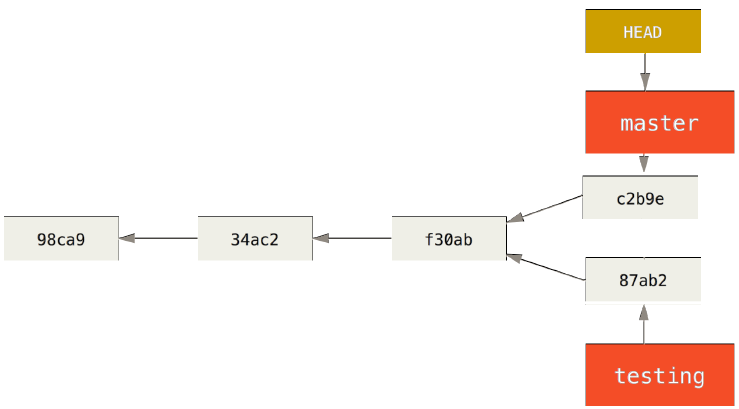 HEAD
master
c2b9e
98ca9
34ac2
f30ab
87ab2
testing